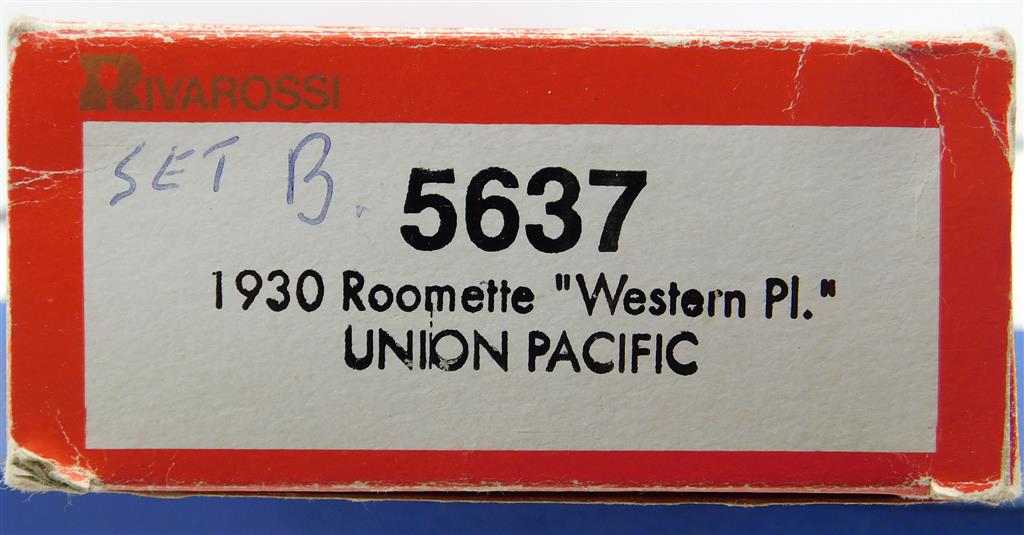 RIVAROSSI
SET B.
5637
1930 Roomette "Western Pl."
UNION PACIFIC